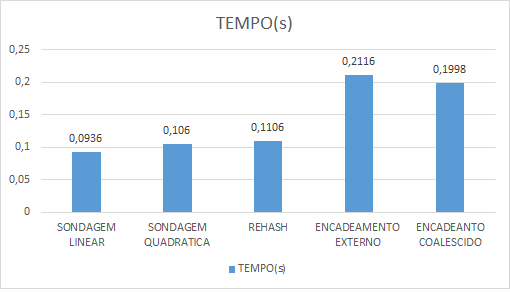 TEMPO(s)
0,25
0,2
0,15
0,1
0,05
0
0,0936
0,106
0,1106
0,2116
0,1998
SONDAGEM
LINEAR
SONDAGEM
QUADRATICA
REHASH
ENCADEAMENTO
EXTERNO
ENCADEANTO
COALESCIDO
TEMPO(s)